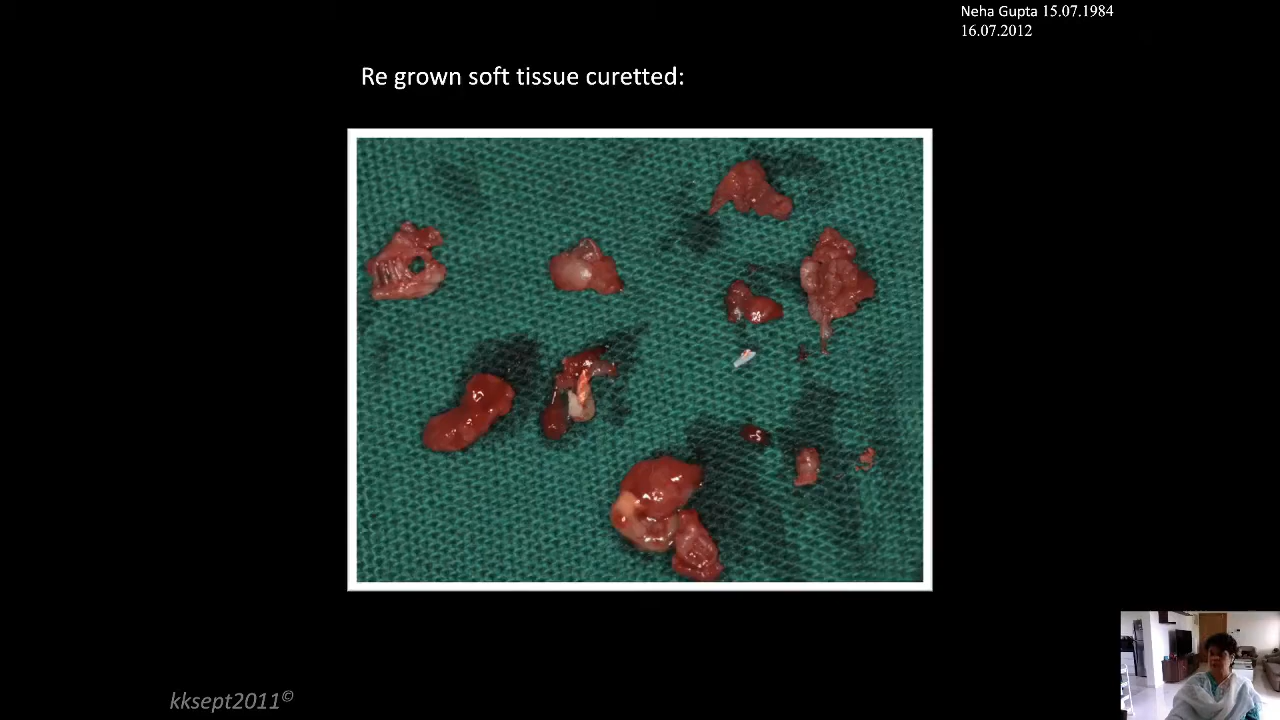 Neha Gupta 15.07.1984
16.07.2012
Re grown soft tissue curetted:
kksept2011©